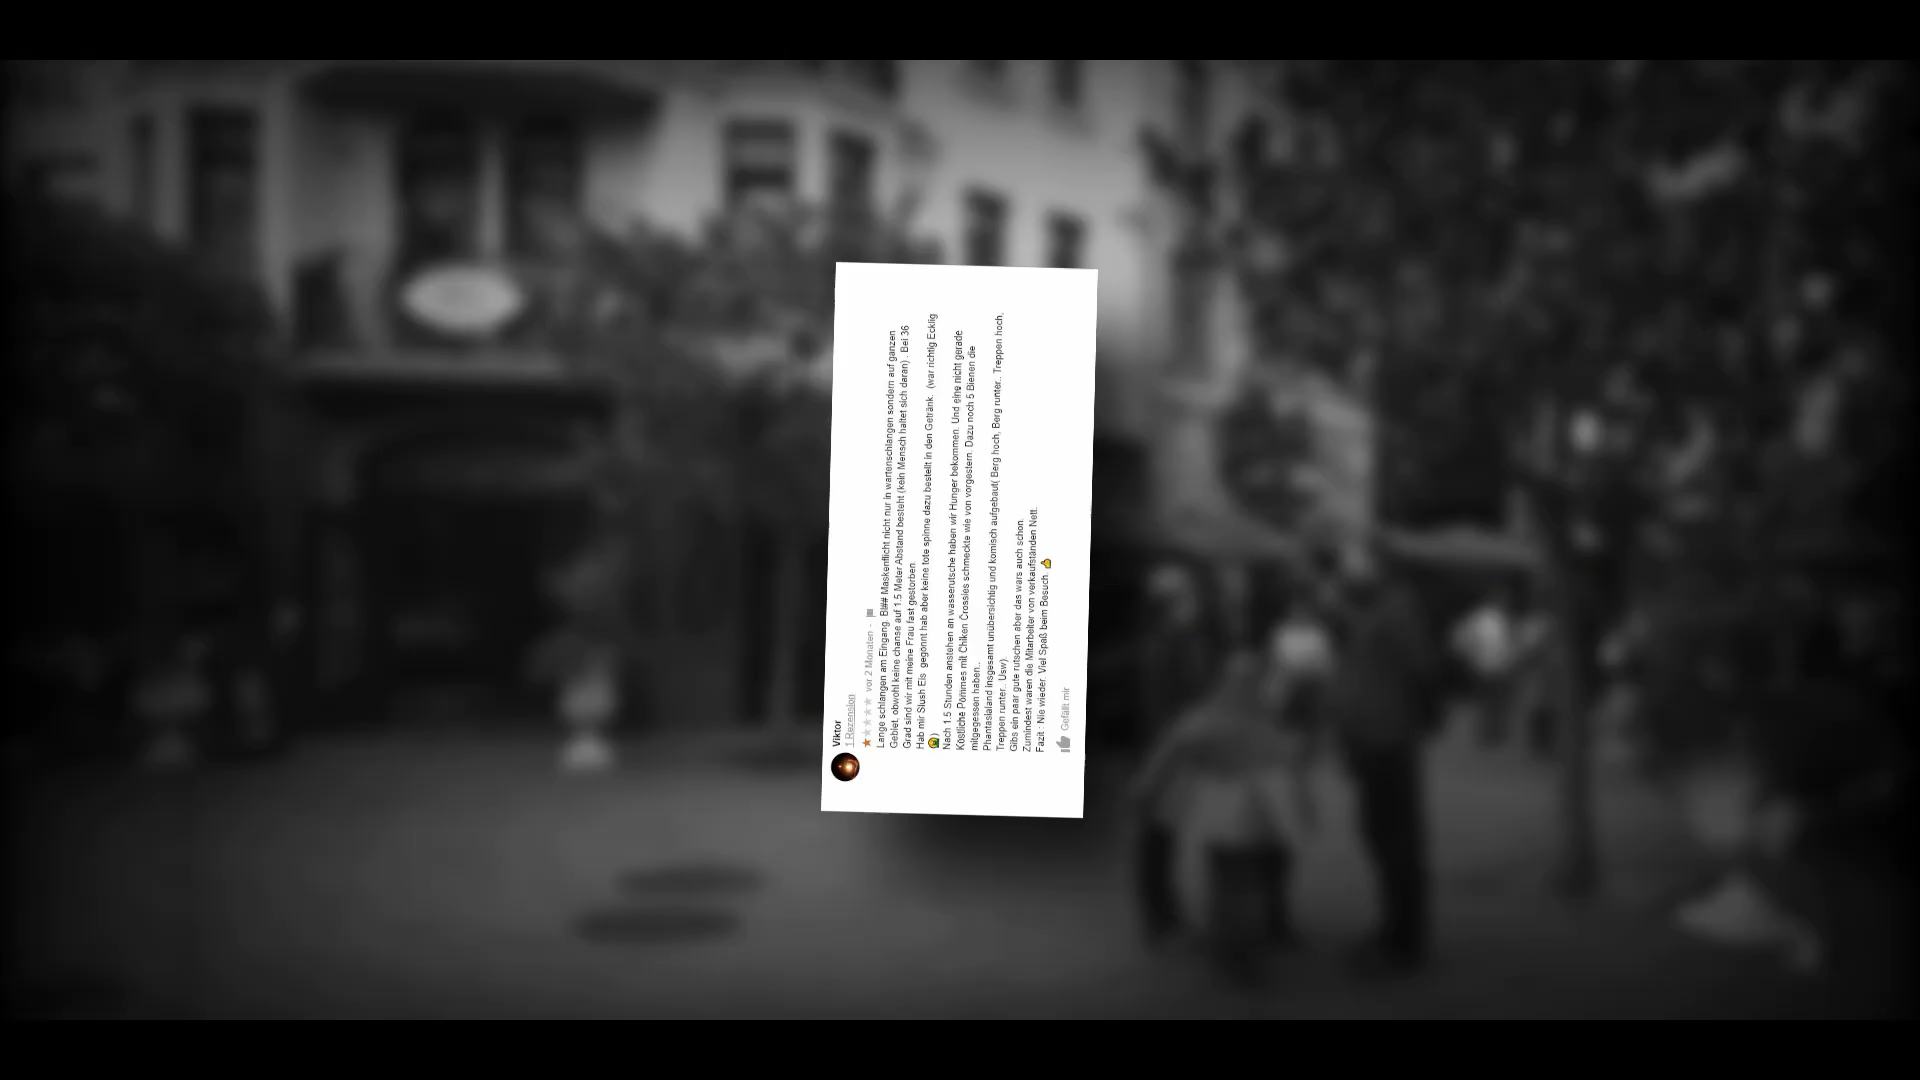 Viktor
1 Rezension
vor 2 Monaten -
Lange schlangen am Eingang. Bl## Maskenflicht nicht nur in wartenschlangen sondern auf ganzen
Gebiet, obwohl keine chanse auf 1.5 Meter Abstand besteht (kein Mensch haltet sich daran) . Bei 36
Grad sind wir mit meine Frau fast gestorben.
Hab mir Slush Eis gegönnt hab aber keine tote spinne dazu bestellt in den Getränk. (war richtig Ecklig
🤮)
Nach 1.5 Stunden anstehen an wasserrutsche haben wir Hunger bekommen. Und eine nicht gerade
Köstliche Pommes mit Chiken Crossies schmeckte wie von vorgestern. Dazu noch 5 Bienen die
mitgegessen haben..
Phantasialand insgesamt unübersichtig und komisch aufgebaut( Berg hoch, Berg runter.. Treppen hoch,
Treppen runter.. Usw)
Gibs ein paar gute rutschen aber das wars auch schon.
Zumindest waren die Mitarbeiter von verkaufständen Nett.
Fazit : Nie wieder. Viel Spaß beim Besuch.
Gefällt mir